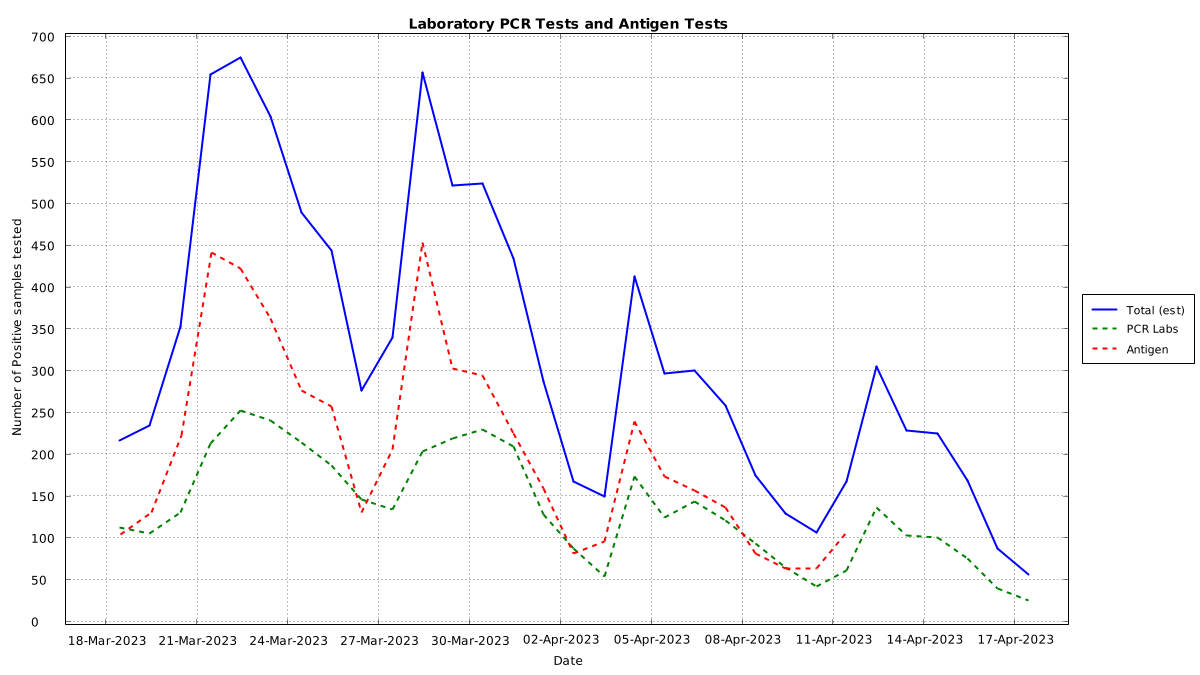 Laboratory PCR Tests and Antigen Tests
700
650
600
550
500
450
400
350
300
250
200
150
100
50
0
Number of Positive samples tested
18-Mar-2023 21-Mar-2023 24-Mar-2023 27-Mar-2023 30-Mar-2023 02-Apr-2023 05-Apr-2023 08-Apr-2023 11-Apr-2023 14-Apr-2023 17-Apr-2023
Date
Total (est)
PCR Labs
Antigen